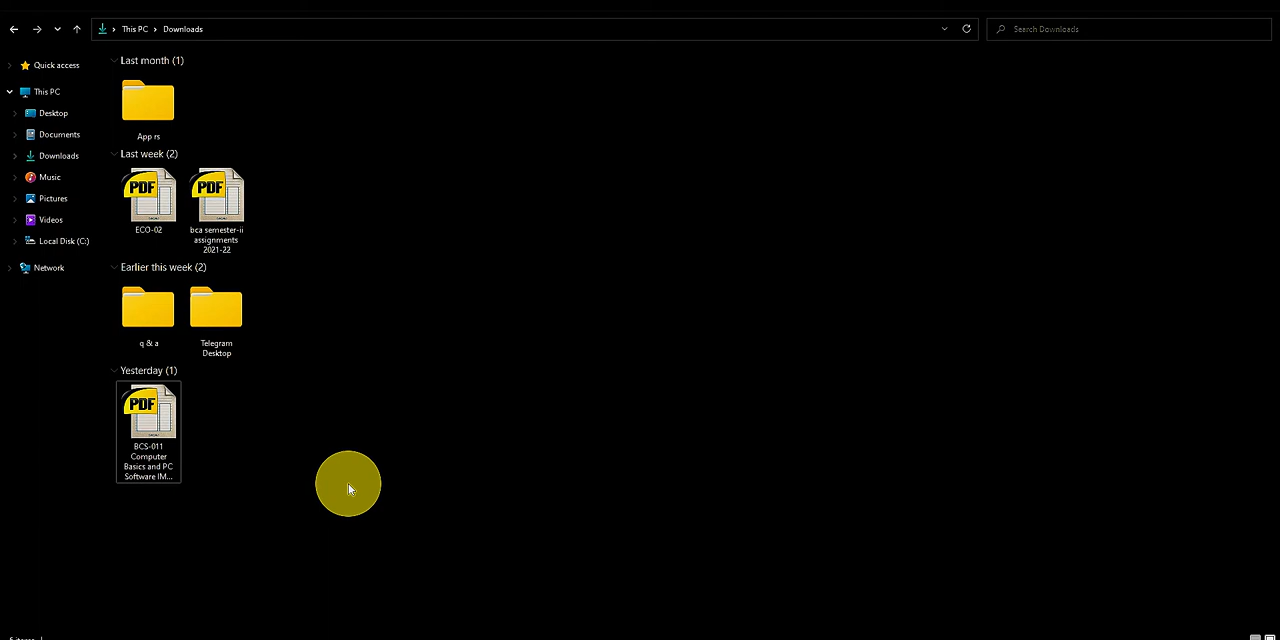 This PC
Downloads
Search Downloads
Quick access
This PC
Desktop
Documents
Downloads
Music
Pictures
Videos
Local Disk (C:)
Network
Last month (1)
App rs
Last week (2)
PDF
ECO-02
PDF
bca semester-ii
assignments
2021-22
Earlier this week (2)
q & a
Telegram
Desktop
Yesterday (1)
PDF
BCS-011
Computer
Basics and PC
Software IM...